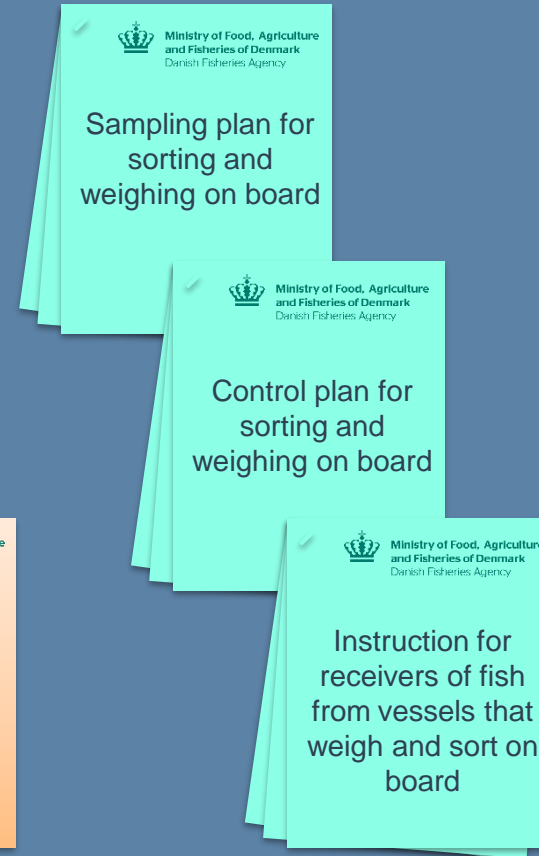 Ministry of Food, Agriculture
and Fisheries of Denmark
Danish Fisheries Agency
Sampling plan for
sorting and
weighing on board
Ministry of Food, Agriculture
and Fisheries of Denmark
Danish Fisheries Agency
Control plan for
sorting and
weighing on board
Ministry of Food, Agricultur
and Fisheries of Denmark
Danish Fisheries Agency
Instruction for
receivers of fish
from vessels that
weigh and sort on
board